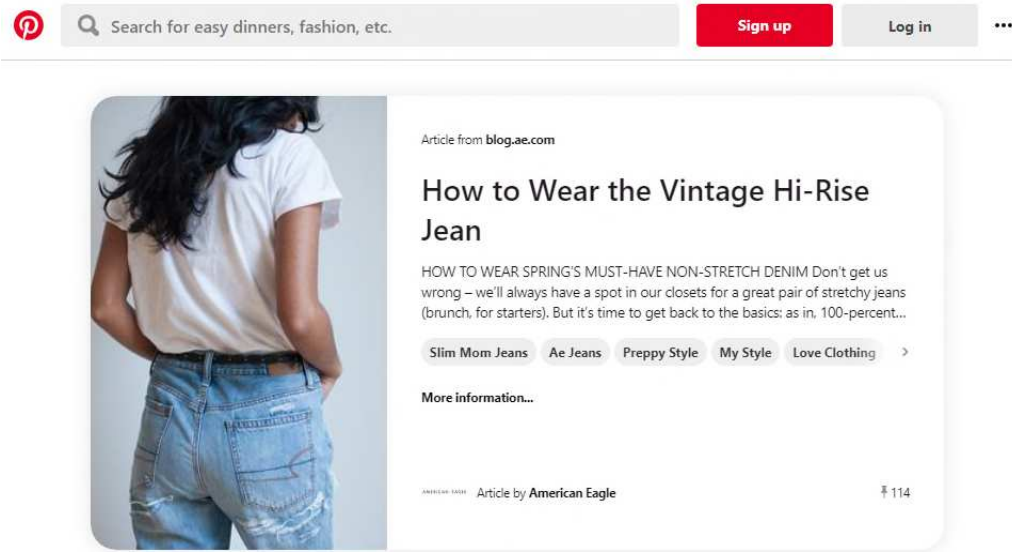 Search for easy dinners, fashion, etc.
Sign up
Log in
Article from blog.ae.com
How to Wear the Vintage Hi-Rise
Jean
HOW TO WEAR SPRING'S MUST-HAVE NON-STRETCH DENIM Don't get us
wrong – we'll always have a spot in our closets for a great pair of stretchy jeans
(brunch, for starters). But it's time to get back to the basics: as in, 100-percent...
Slim Mom Jeans Ae Jeans Preppy Style My Style Love Clothing
More information...
AMERICAN EAGLE Article by American Eagle
114